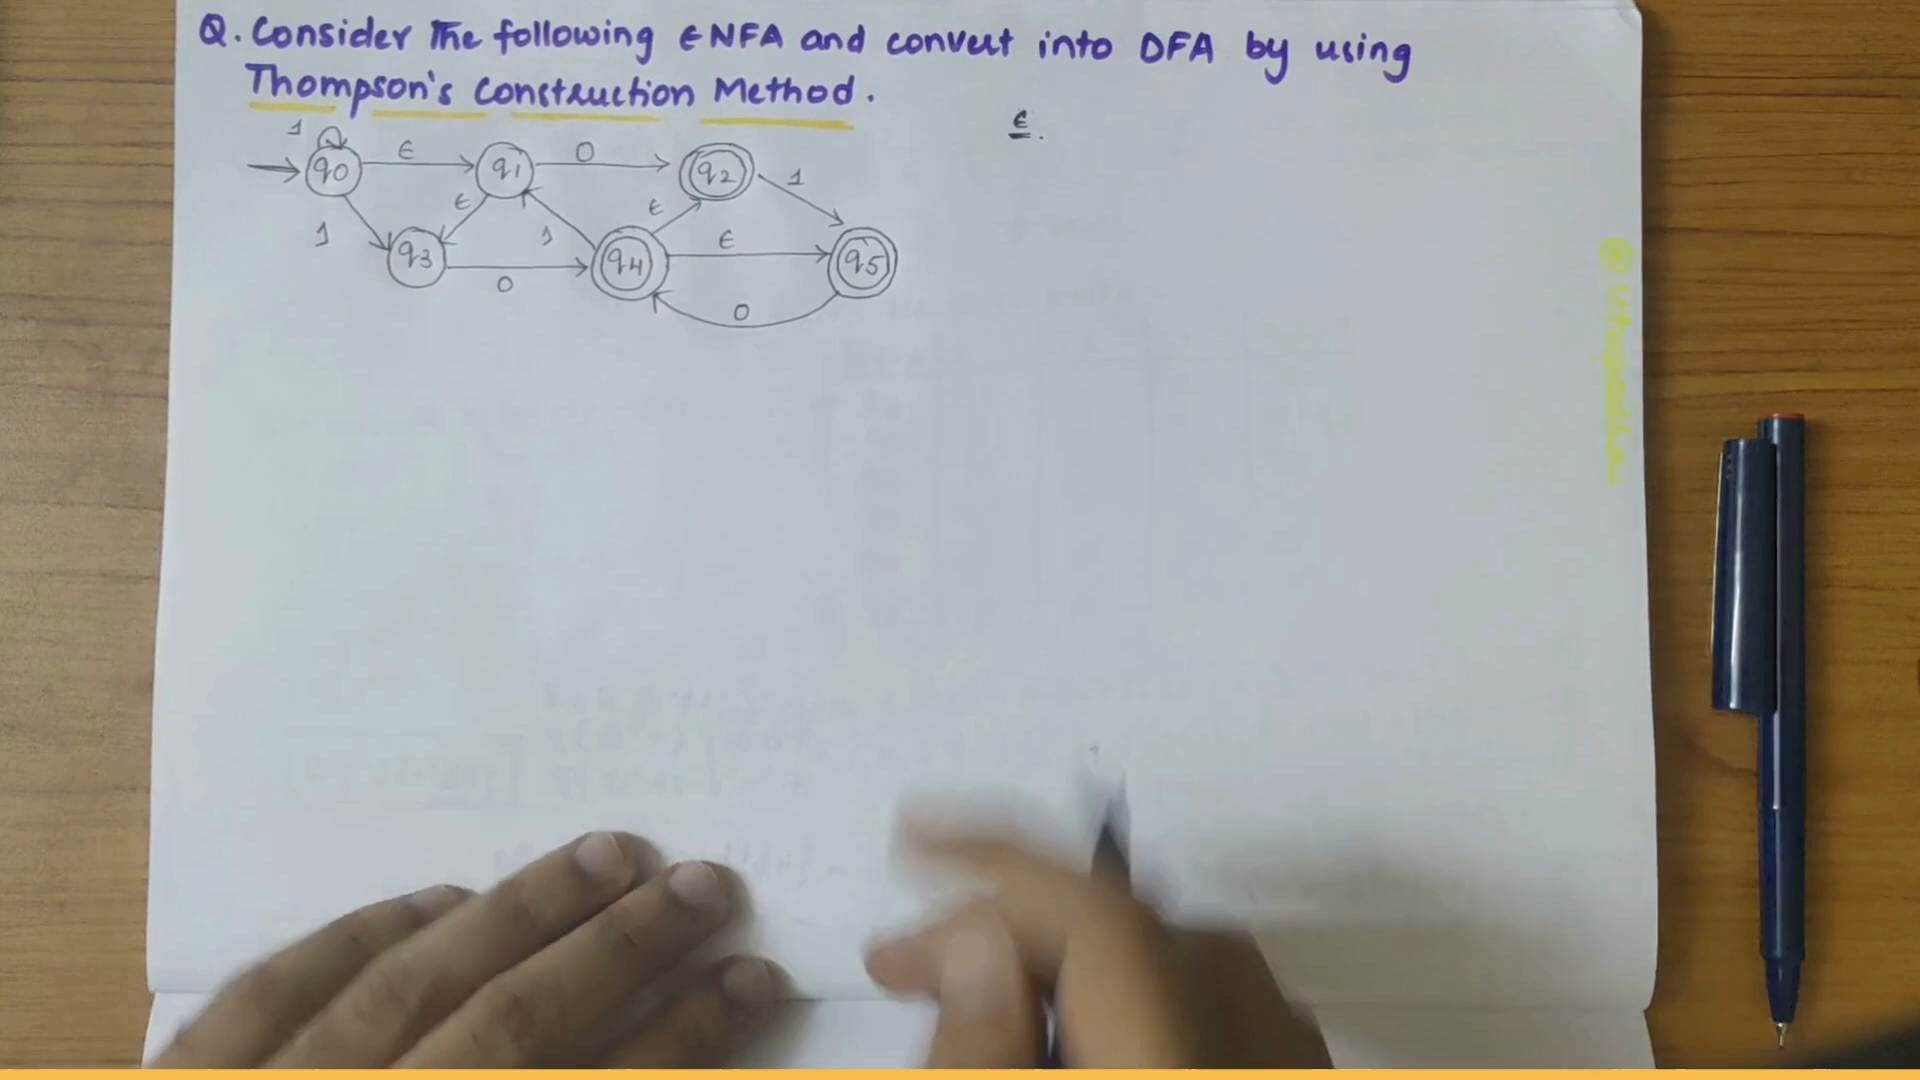 Q. Consider The following ϵNFA and convert into DFA by using
Thompson's Construction Method.
ϵ.
1
q0 ϵ q1 0 q2 1
1 ϵ 1 ϵ ϵ
q3 0 q4 q5
0